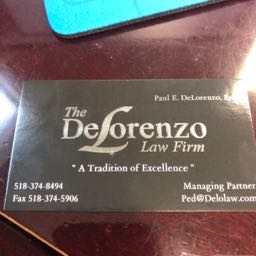 Paul E. DeLorenzo,
The
DeLorenzo
Law Firm
" A Tradition of Excellence "
518-374-8494
Managing Partner
Fax 518-374-5906
Ped@Delolaw.com